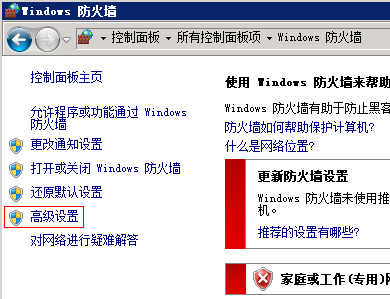 Windows 防火墙
控制面板 所有控制面板项 Windows 防火墙
控制面板主页
允许程序或功能通过 Windows
防火墙
更改通知设置
打开或关闭 Windows 防火墙
还原默认设置
高级设置
对网络进行疑难解答
使用 Windows 防火墙来帮助
Windows 防火墙有助于防止黑客
防火墙如何帮助保护计算机?
什么是网络位置?
更新防火墙设置
Windows 防火墙未使用推
机。
推荐的设置有哪些?
家庭或工作(专用)网